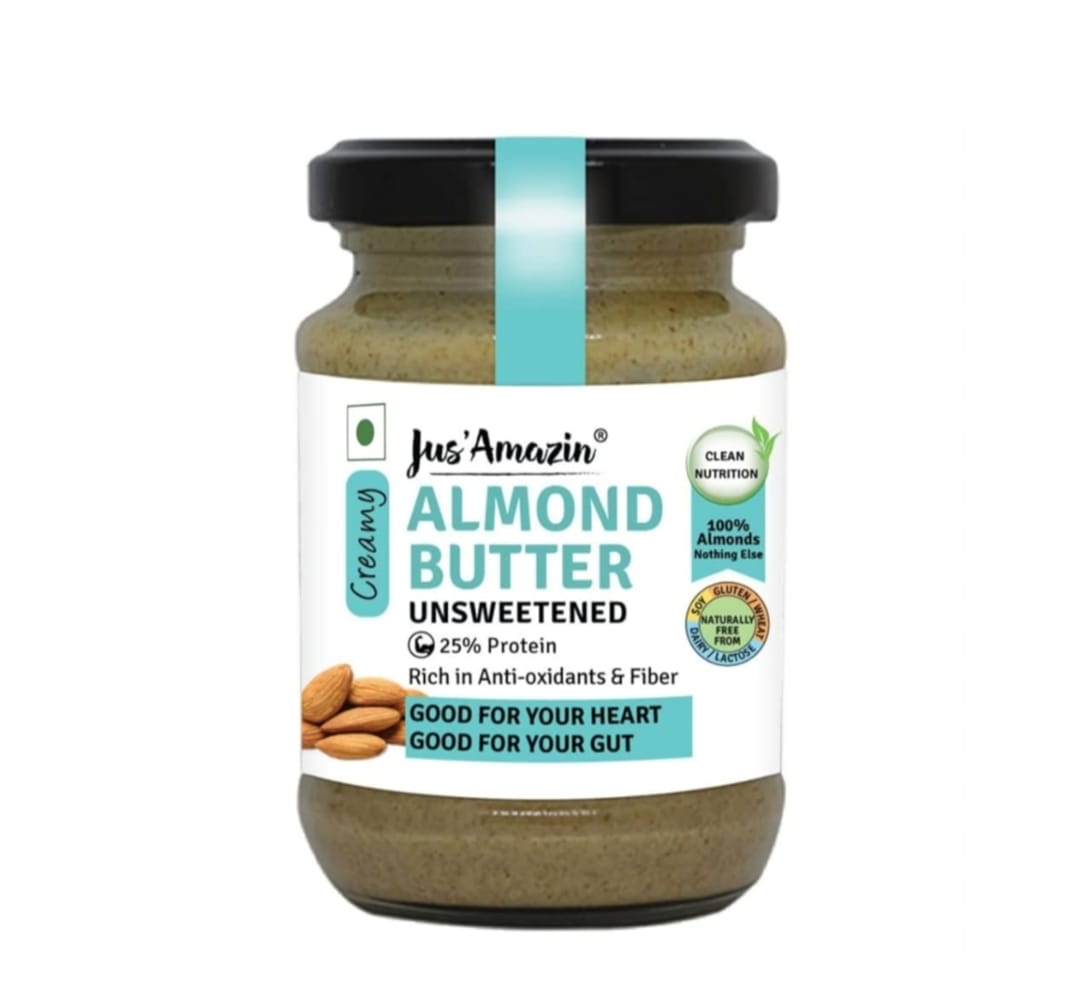 Jus'Amazin®
Creamy
ALMOND
BUTTER
UNSWEETENED
25% Protein
Rich in Anti-oxidants & Fiber
GOOD FOR YOUR HEART
GOOD FOR YOUR GUT
CLEAN
NUTRITION
100%
Almonds
Nothing Else
SOY GLUTEN / WHEAT
NATURALLY
FREE
FROM
DAIRY / LACTOSE